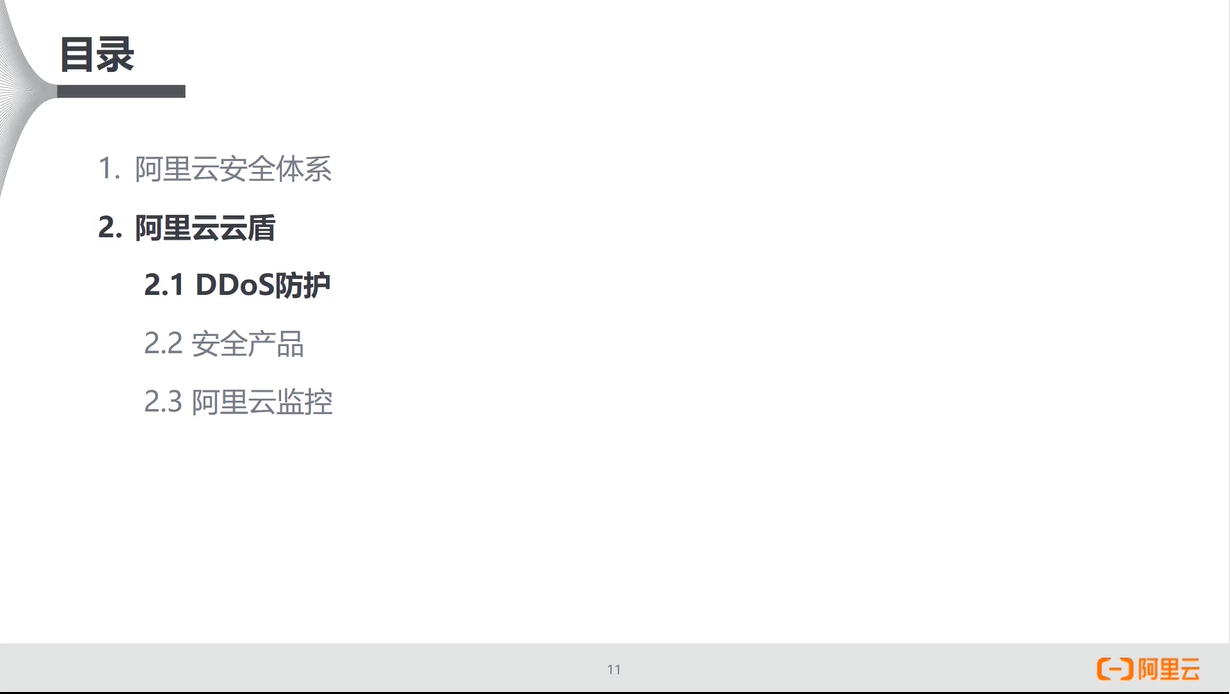 目录
1. 阿里云安全体系
2. 阿里云云盾
2.1 DDoS防护
2.2 安全产品
2.3 阿里云监控
11
阿里云